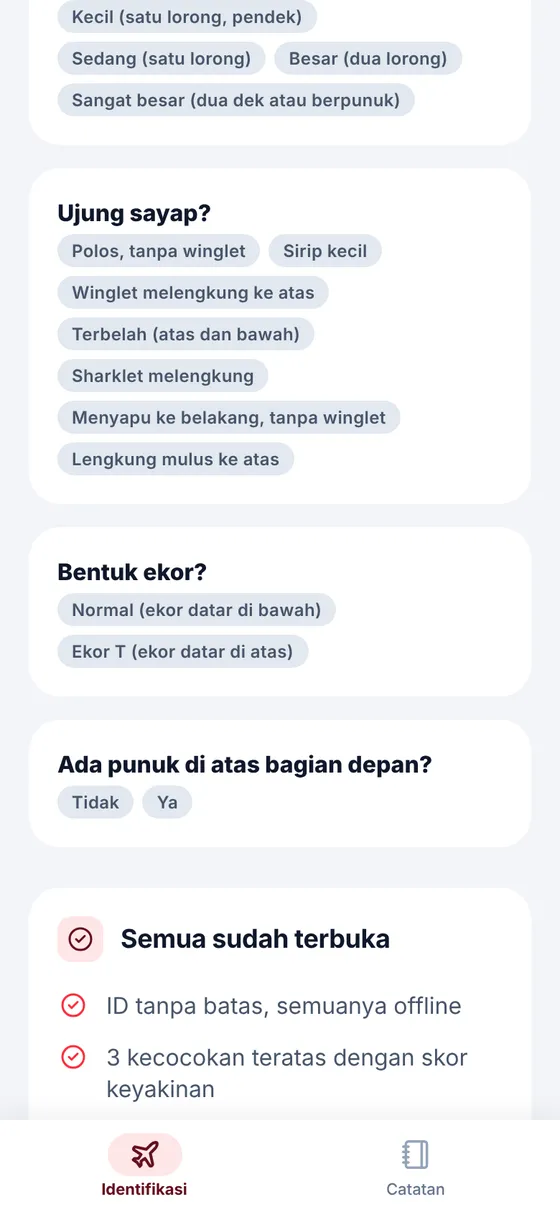 Kecil (satu lorong, pendek)
Sedang (satu lorong) Besar (dua lorong)
Sangat besar (dua dek atau berpunuk)
Ujung sayap?
Polos, tanpa winglet Sirip kecil
Winglet melengkung ke atas
Terbelah (atas dan bawah)
Sharklet melengkung
Menyapu ke belakang, tanpa winglet
Lengkung mulus ke atas
Bentuk ekor?
Normal (ekor datar di bawah)
Ekor T (ekor datar di atas)
Ada punuk di atas bagian depan?
Tidak Ya
Semua sudah terbuka
ID tanpa batas, semuanya offline
3 kecocokan teratas dengan skor
keyakinan
Identifikasi Catatan